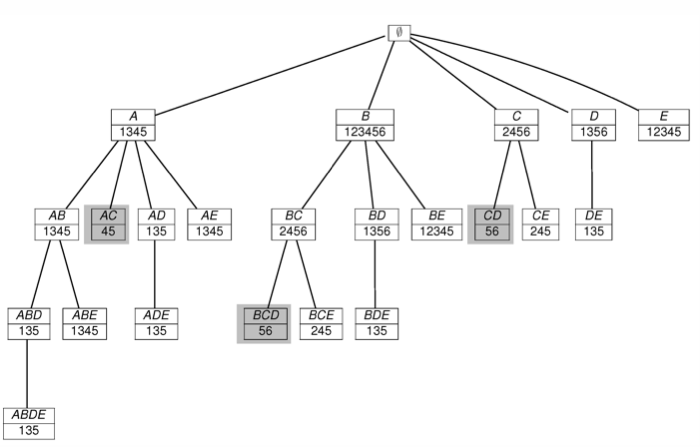 ∅
A B C D E
1345 123456 2456 1356 12345
AB AC AD AE BC BD BE CD CE DE
1345 45 135 1345 2456 1356 12345 56 245 135
ABD ABE ADE BCD BCE BDE
135 1345 135 56 245 135
ABDE
135